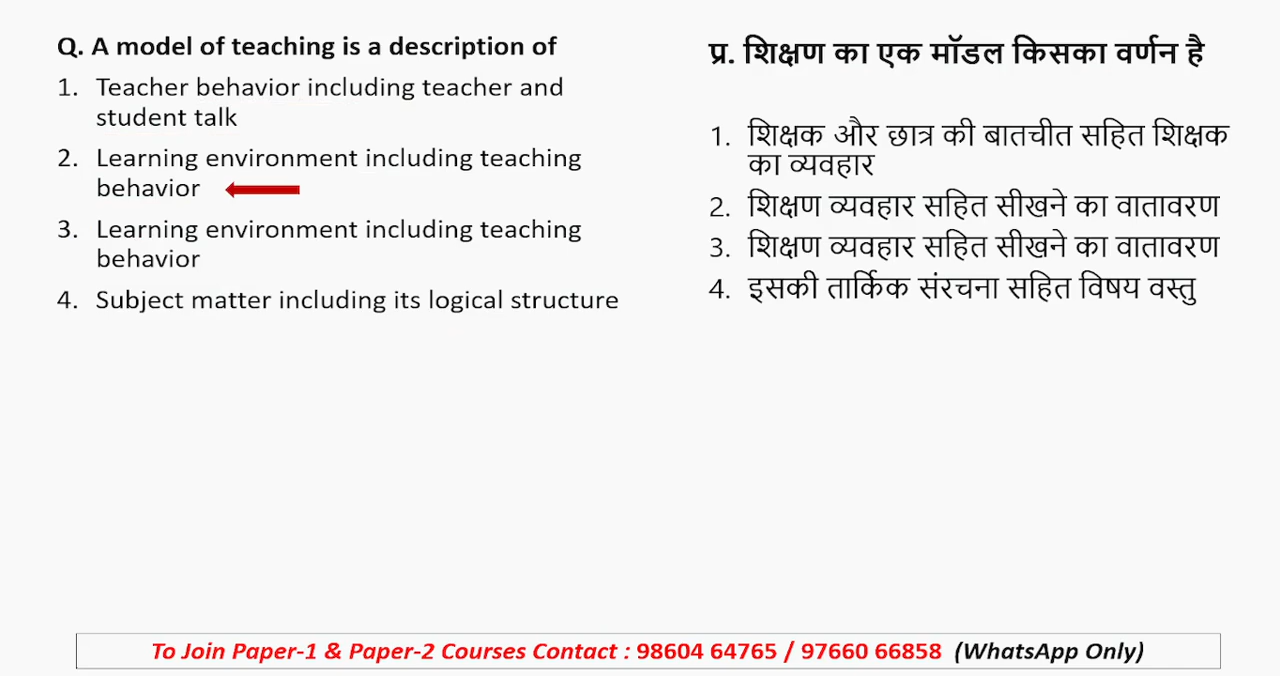 Q. A model of teaching is a description of
1. Teacher behavior including teacher and
student talk
2. Learning environment including teaching
behavior
3. Learning environment including teaching
behavior
4. Subject matter including its logical structure
प्र. शिक्षण का एक मॉडल किसका वर्णन है
1. शिक्षक और छात्र की बातचीत सहित शिक्षक
का व्यवहार
2. शिक्षण व्यवहार सहित सीखने का वातावरण
3. शिक्षण व्यवहार सहित सीखने का वातावरण
4. इसकी तार्किक संरचना सहित विषय वस्तु
To Join Paper-1 & Paper-2 Courses Contact : 98604 64765 / 97660 66858 (WhatsApp Only)